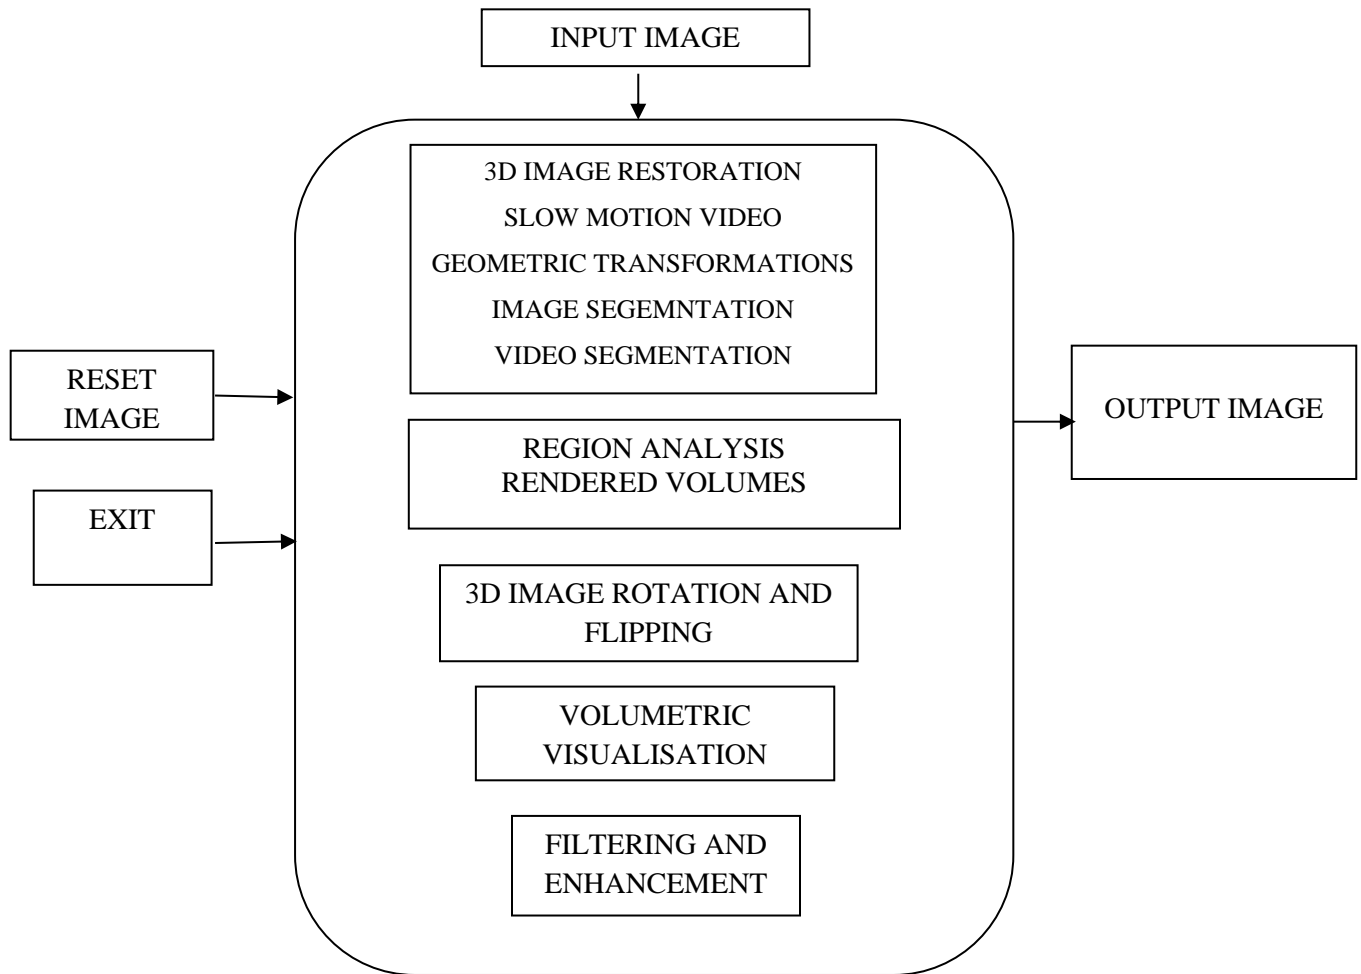 INPUT IMAGE
3D IMAGE RESTORATION
SLOW MOTION VIDEO
GEOMETRIC TRANSFORMATIONS
IMAGE SEGEMNTATION
VIDEO SEGMENTATION
RESET
IMAGE
OUTPUT IMAGE
REGION ANALYSIS
RENDERED VOLUMES
EXIT
3D IMAGE ROTATION AND
FLIPPING
VOLUMETRIC
VISUALISATION
FILTERING AND
ENHANCEMENT